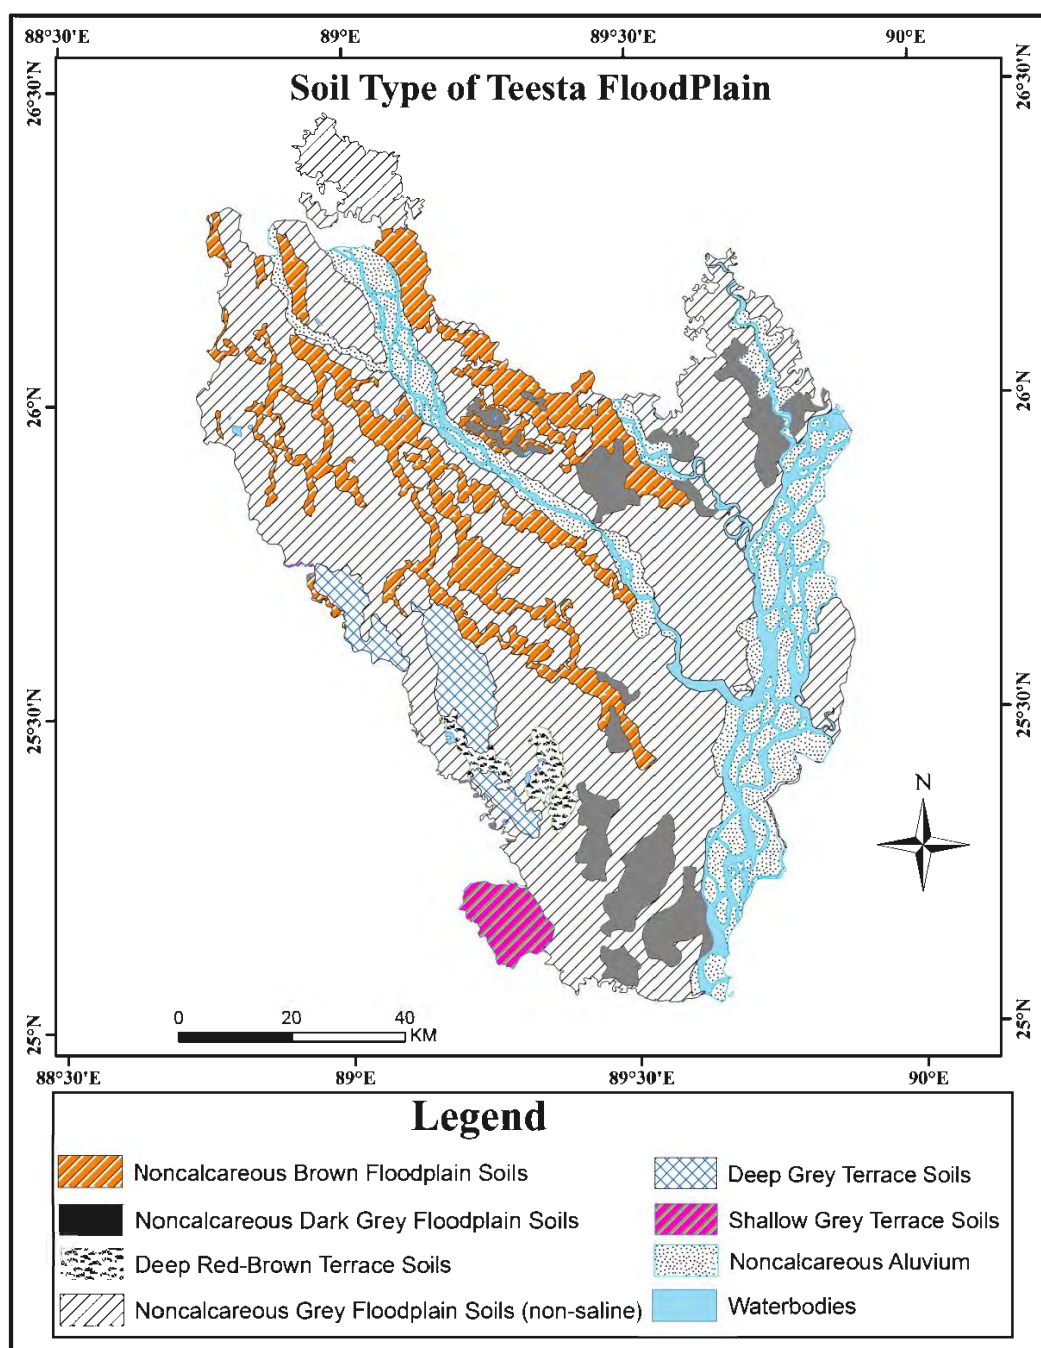 88°30'E 89°E 89°30'E 90°E
Soil Type of Teesta FloodPlain
26°30'N
26°30'N
26°N
26°N
25°30'N
25°30'N
N
0 20 40
KM
25°N
25°N
88°30'E 89°E 89°30'E 90°E
Legend
Noncalcareous Brown Floodplain Soils
Noncalcareous Dark Grey Floodplain Soils
Deep Red-Brown Terrace Soils
Noncalcareous Grey Floodplain Soils (non-saline)
Deep Grey Terrace Soils
Shallow Grey Terrace Soils
Noncalcareous Aluvium
Waterbodies